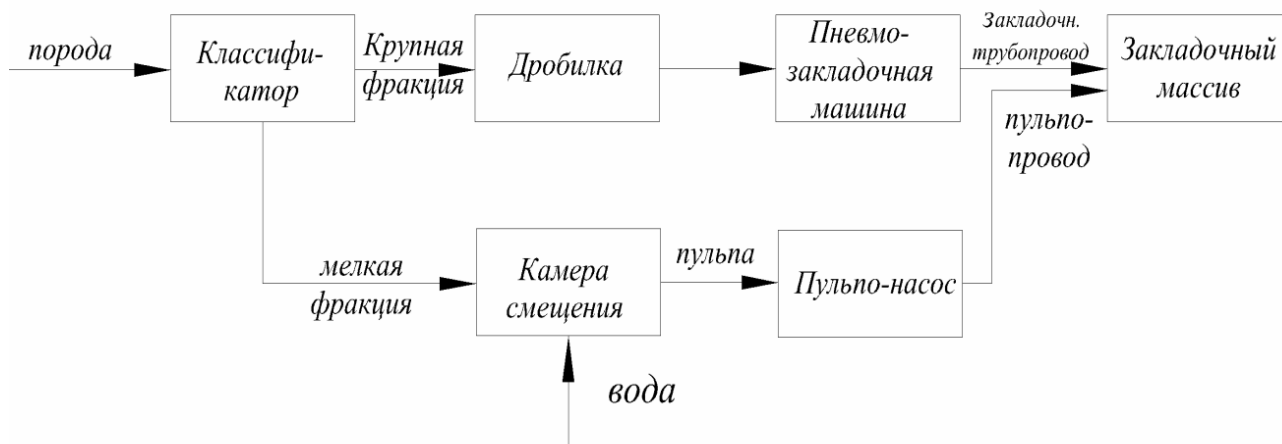 порода
Классифи-
катор
Крупная
фракция
Дробилка
Пневмо-
закладочная
машина
Закладочн.
трубопровод
Закладочный
массив
пульпо-
провод
мелкая
фракция
Камера
смещения
пульпа
Пульпо-насос
вода